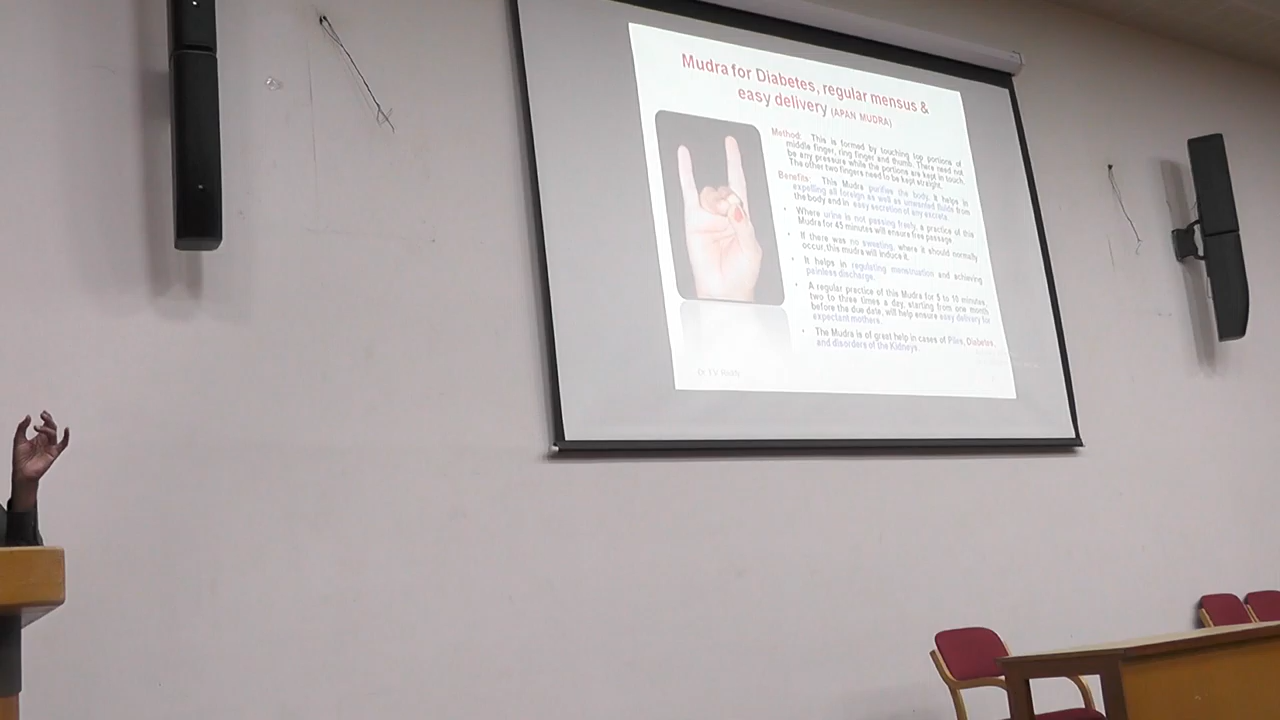 Mudra for Diabetes, regular mensus &
easy delivery (APAN MUDRA)
Method: This is formed by touching top portions of
middle finger, ring finger and thumb. There need not
be any pressure while the portions are kept in touch.
The other two fingers need to be kept straight.
Benefits: This Mudra purifies the body. It helps in
expelling all foreign as well as unwanted fluids from
the body and in easy secretion of any excreta.
• Where urine is not passing freely, a practice of this
Mudra for 45 minutes will ensure free passage
• If there was no sweating, where it should normally
occur, this mudra will induce it.
• It helps in regulating menstruation and achieving
painless discharge.
• A regular practice of this Mudra for 5 to 10 minutes,
two to three times a day, starting from one month
before the due date, will help ensure easy delivery for
expectant mothers.
• The Mudra is of great help in cases of Piles, Diabetes,
and disorders of the Kidneys.
Reddy